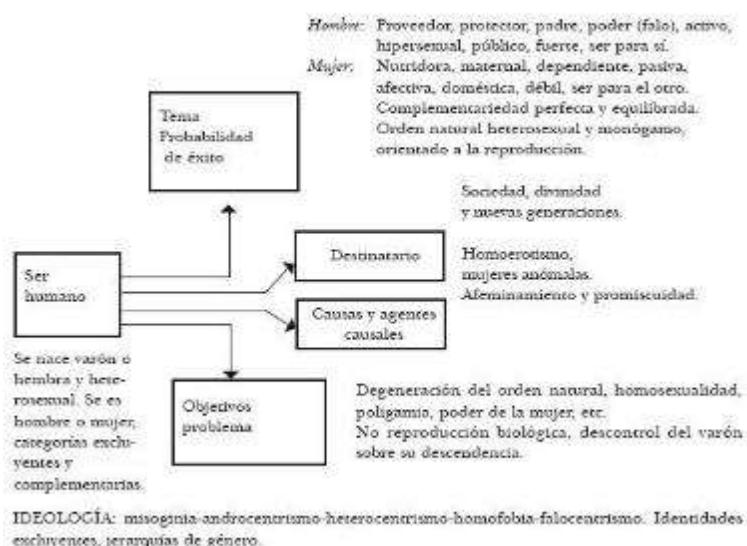 Hombre: Proveedor, protector, padre, poder (falo), activo,
hipersexual, público, fuerte, ser para sí.
Mujer: Nutridora, maternal, dependiente, pasiva,
afectiva, doméstica, débil, ser para el otro.
Complementariedad perfecta y equilibrada.
Orden natural heterosexual y monógamo,
orientado a la reproducción.
Tema
Probabilidad
de éxito
Sociedad, divinidad
y nuevas generaciones.
Destinatario
Homoerotismo,
mujeres anómalas.
Afeminamiento y promiscuidad.
Ser
humano
Causas y agentes
causales
Se nace varón o
hembra y hete-
rosexual. Se es
hombre o mujer,
categorías exclu-
yentes y
complementarias.
Objetivos
problema
Degeneración del orden natural, homosexualidad,
poligamia, poder de la mujer, etc.
No reproducción biológica, descontrol del varón
sobre su descendencia.
IDEOLOGÍA: misoginia-androcentrismo-heterocentrismo-homofobia-falocentrismo. Identidades
excluyentes, jerarquías de género.